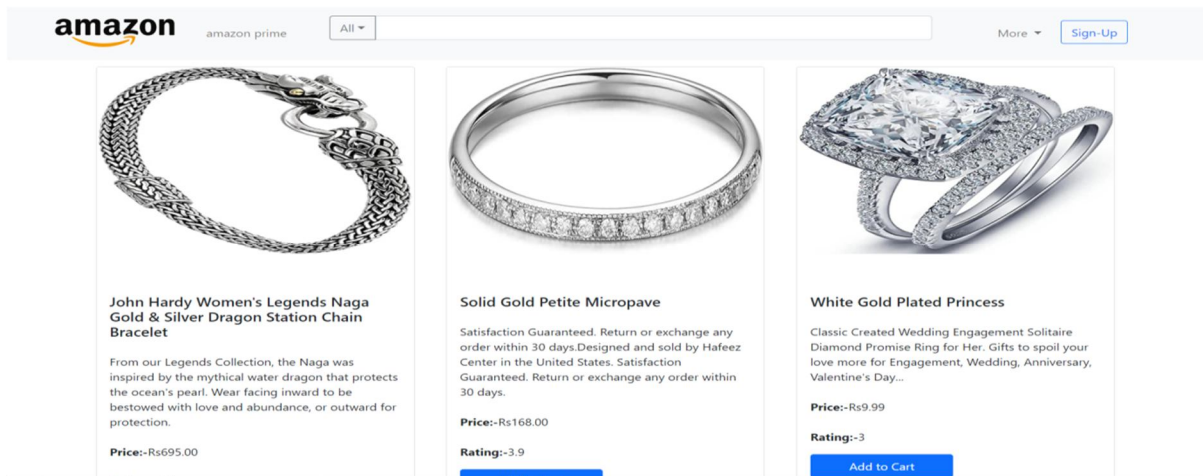 amazon
amazon prime
All
More
Sign-Up
John Hardy Women's Legends Naga
Gold & Silver Dragon Station Chain
Bracelet
From our Legends Collection, the Naga was
inspired by the mythical water dragon that protects
the ocean's pearl. Wear facing inward to be
bestowed with love and abundance, or outward for
protection.
Price:-Rs695.00
Solid Gold Petite Micropave
Satisfaction Guaranteed. Return or exchange any
order within 30 days.Designed and sold by Hafeez
Center in the United States. Satisfaction
Guaranteed. Return or exchange any order within
30 days.
Price:-Rs168.00
Rating:-3.9
White Gold Plated Princess
Classic Created Wedding Engagement Solitaire
Diamond Promise Ring for Her. Gifts to spoil your
love more for Engagement, Wedding, Anniversary,
Valentine's Day...
Price:-Rs9.99
Rating:-3
Add to Cart